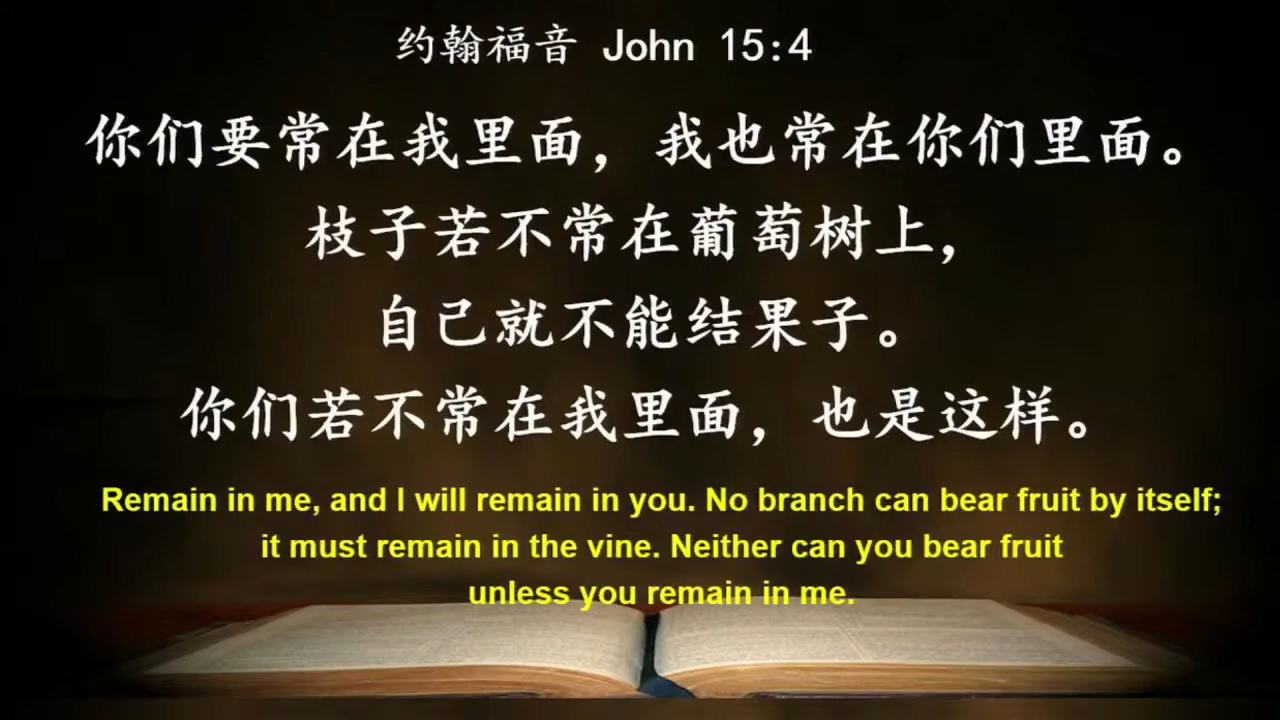 约翰福音 John 15:4
你们要常在我里面，我也常在你们里面。
枝子若不常在葡萄树上，
自己就不能结果子。
你们若不常在我里面，也是这样。
Remain in me, and I will remain in you. No branch can bear fruit by itself;
it must remain in the vine. Neither can you bear fruit
unless you remain in me.